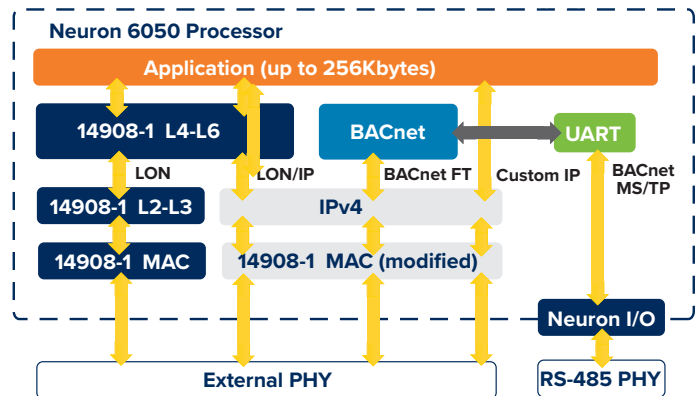 Neuron 6050 Processor
Application (up to 256Kbytes)
14908-1 L4-L6
BACnet
UART
LON
LON/IP
BACnet FT
Custom IP
BACnet
MS/TP
14908-1 L2-L3
IPv4
14908-1 MAC
14908-1 MAC (modified)
Neuron I/O
External PHY
RS-485 PHY